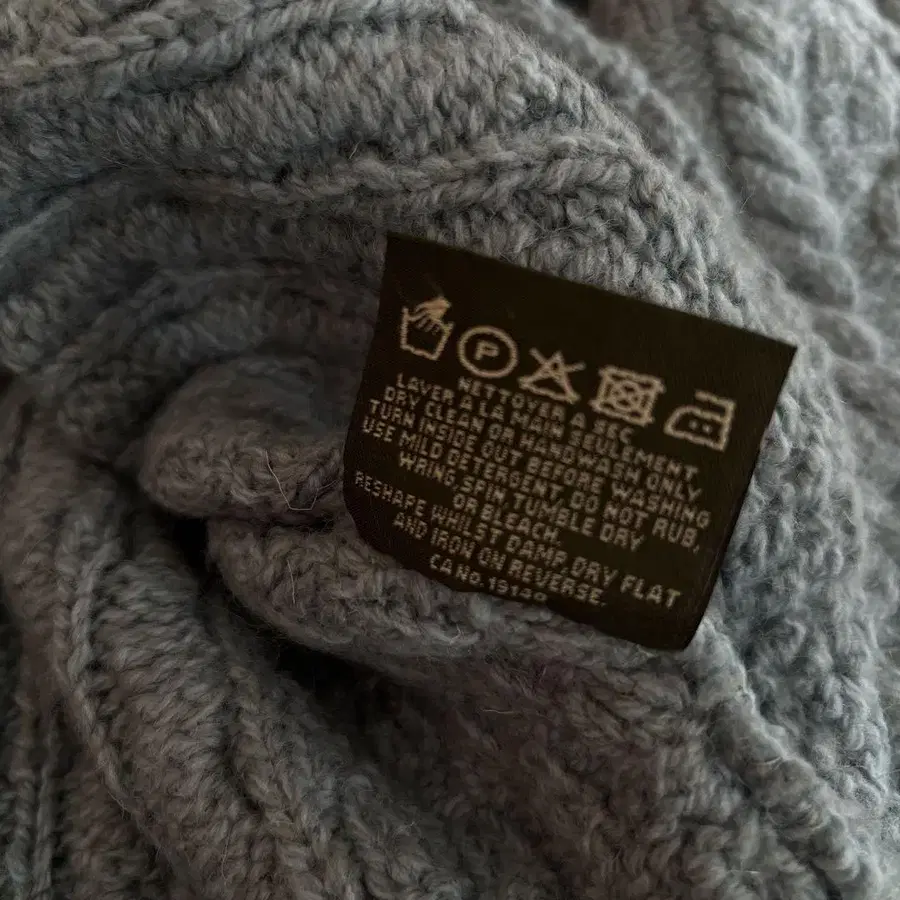 P
NETTOYER A SEC
LAVER A LA MAIN SEULEMENT.
DRY CLEAN OR HANDWASH ONLY,
TURN INSIDE OUT BEFORE WASHING
USE MILD DETERGENT. DO NOT RUB,
WRING, SPIN, TUMBLE DRY
OR BLEACH.
RESHAPE WHILST DAMP, DRY FLAT
AND IRON ON REVERSE.
CA No.